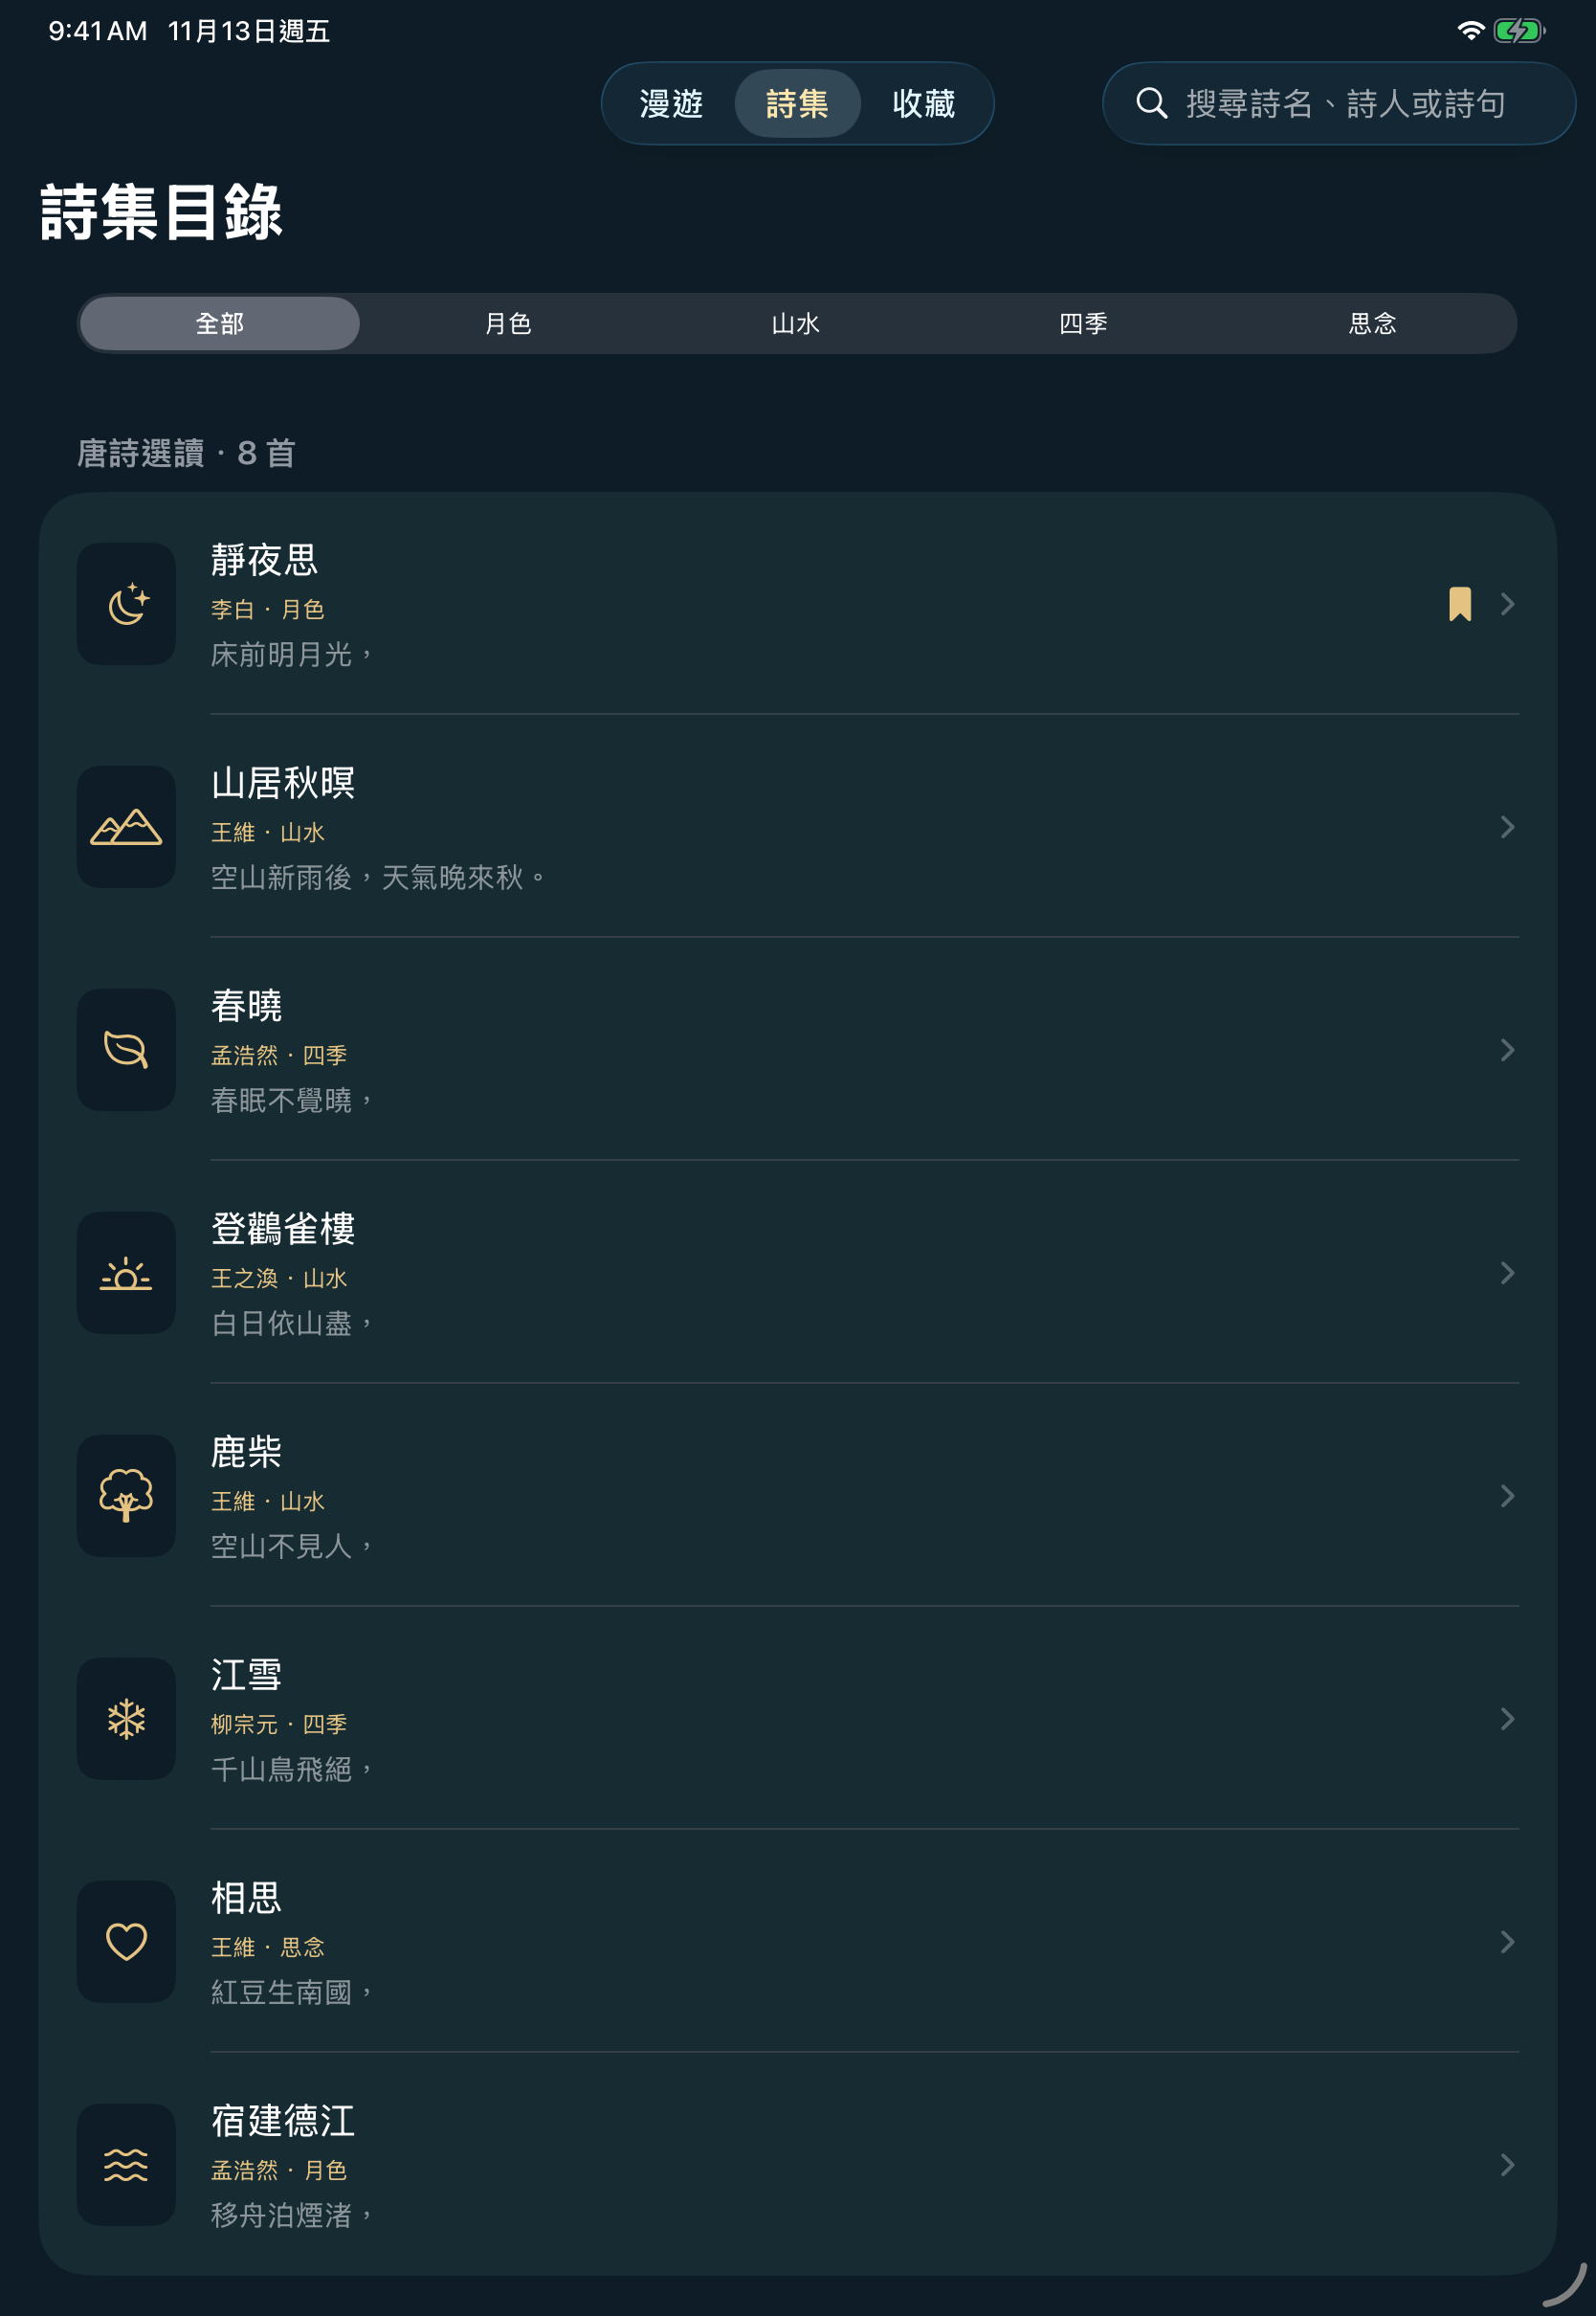 9:41 AM 11月13日週五
漫遊 詩集 收藏 搜尋詩名、詩人或詩句
詩集目錄
全部 月色 山水 四季 思念
唐詩選讀 · 8 首
靜夜思
李白 · 月色
床前明月光，
山居秋暝
王維 · 山水
空山新雨後，天氣晚來秋。
春曉
孟浩然 · 四季
春眠不覺曉，
登鸛雀樓
王之渙 · 山水
白日依山盡，
鹿柴
王維 · 山水
空山不見人，
江雪
柳宗元 · 四季
千山鳥飛絕，
相思
王維 · 思念
紅豆生南國，
宿建德江
孟浩然 · 月色
移舟泊煙渚，